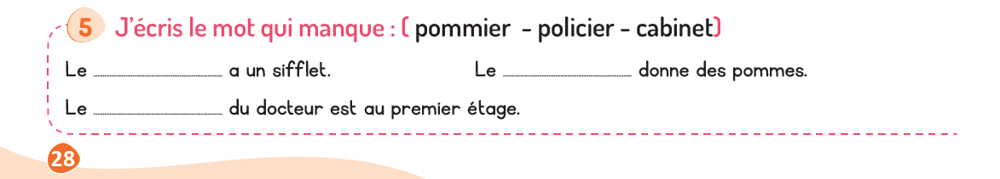 5 J'écris le mot qui manque : ( pommier - policier - cabinet)
Le ........................ a un sifflet. Le ........................ donne des pommes.
Le ........................ du docteur est au premier étage.
28